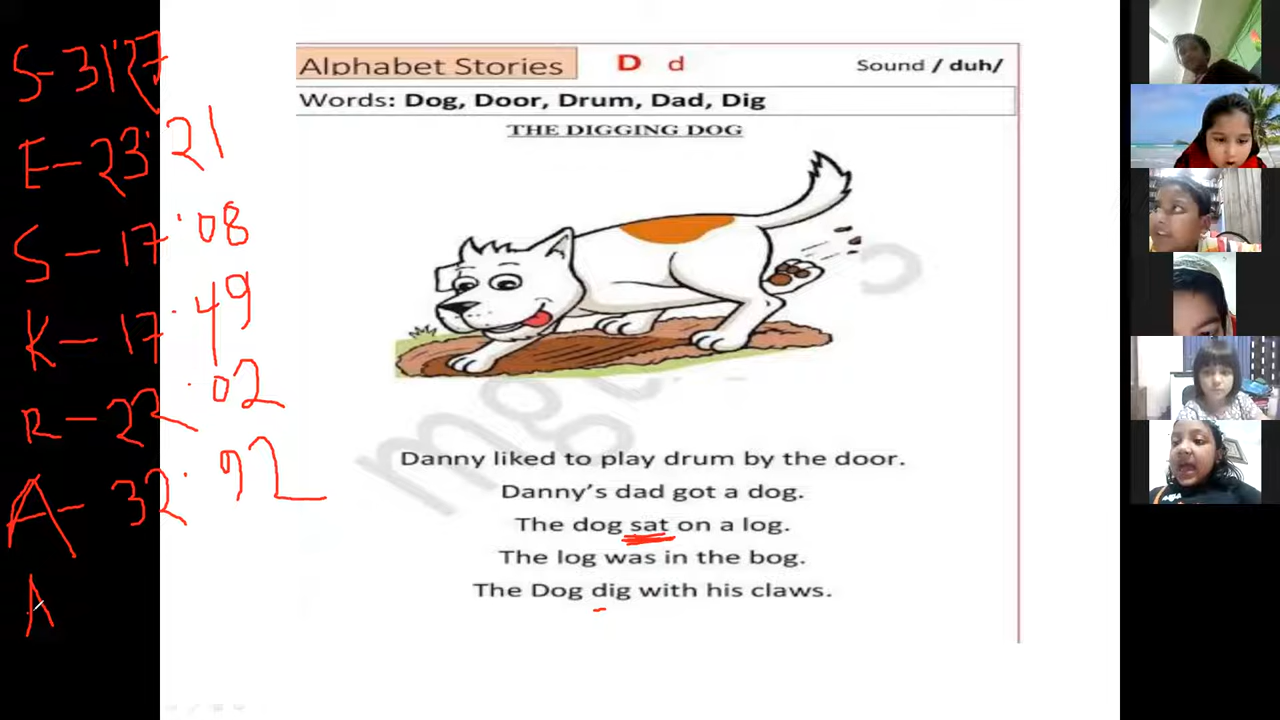 S-31'27
E-23'21
S-17'08
K-17'49
R-22'02
A-32'92
A
Alphabet Stories D d Sound / duh/
Words: Dog, Door, Drum, Dad, Dig
THE DIGGING DOG
Danny liked to play drum by the door.
Danny's dad got a dog.
The dog sat on a log.
The log was in the bog.
The Dog dig with his claws.